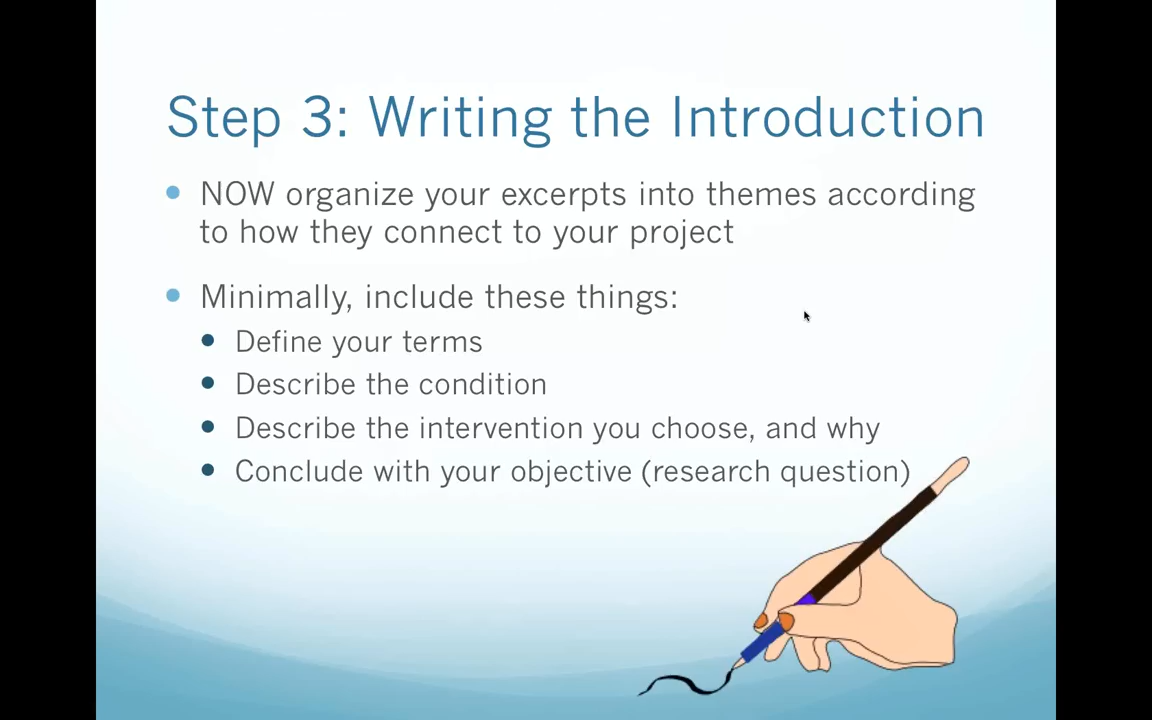 Step 3: Writing the Introduction
NOW organize your excerpts into themes according
to how they connect to your project
Minimally, include these things:
Define your terms
Describe the condition
Describe the intervention you choose, and why
Conclude with your objective (research question)